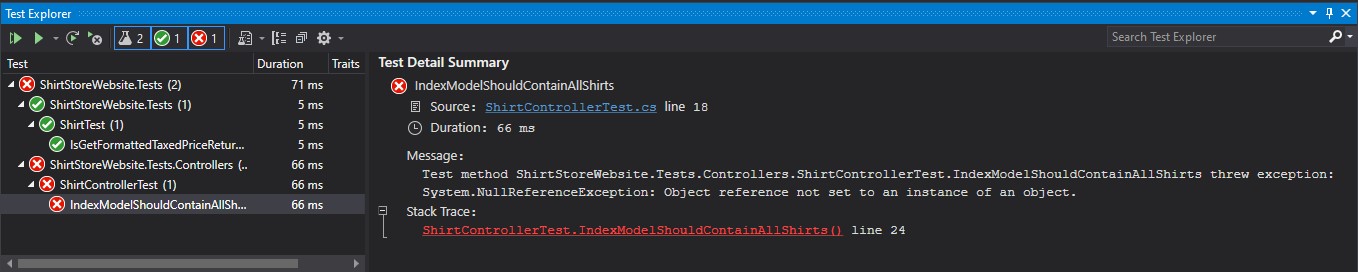 Test Explorer
2 1 1
Search Test Explorer
Test Duration Traits
ShirtStoreWebsite.Tests (2) 71 ms
ShirtStoreWebsite.Tests (1) 5 ms
ShirtTest (1) 5 ms
IsGetFormattedTaxedPriceRetur... 5 ms
ShirtStoreWebsite.Tests.Controllers (.. 66 ms
ShirtControllerTest (1) 66 ms
IndexModelShouldContainAllSh... 66 ms
Test Detail Summary
IndexModelShouldContainAllShirts
Source: ShirtControllerTest.cs line 18
Duration: 66 ms
Message:
Test method ShirtStoreWebsite.Tests.Controllers.ShirtControllerTest.IndexModelShouldContainAllShirts threw exception:
System.NullReferenceException: Object reference not set to an instance of an object.
Stack Trace:
ShirtControllerTest.IndexModelShouldContainAllShirts() line 24